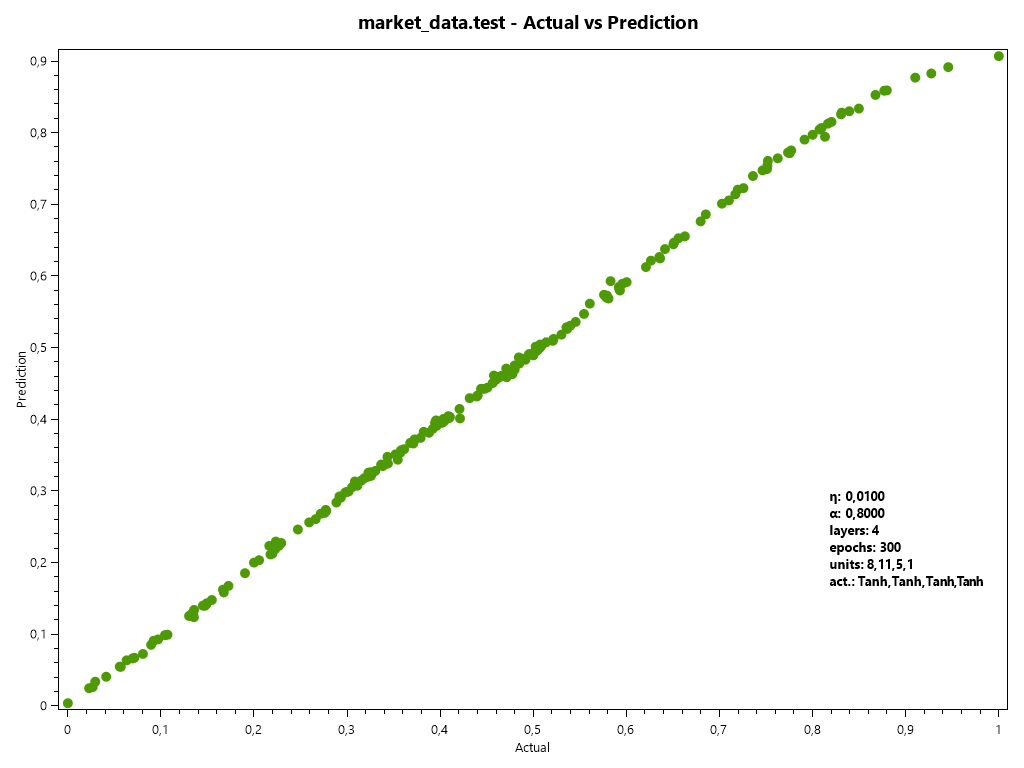 market_data.test - Actual vs Prediction
0,9
0,8
0,7
0,6
0,5
0,4
0,3
0,2
0,1
0
Prediction
η: 0,0100
α: 0,8000
layers: 4
epochs: 300
units: 8,11,5,1
act.: Tanh,Tanh,Tanh,Tanh
0 0,1 0,2 0,3 0,4 0,5 0,6 0,7 0,8 0,9 1
Actual